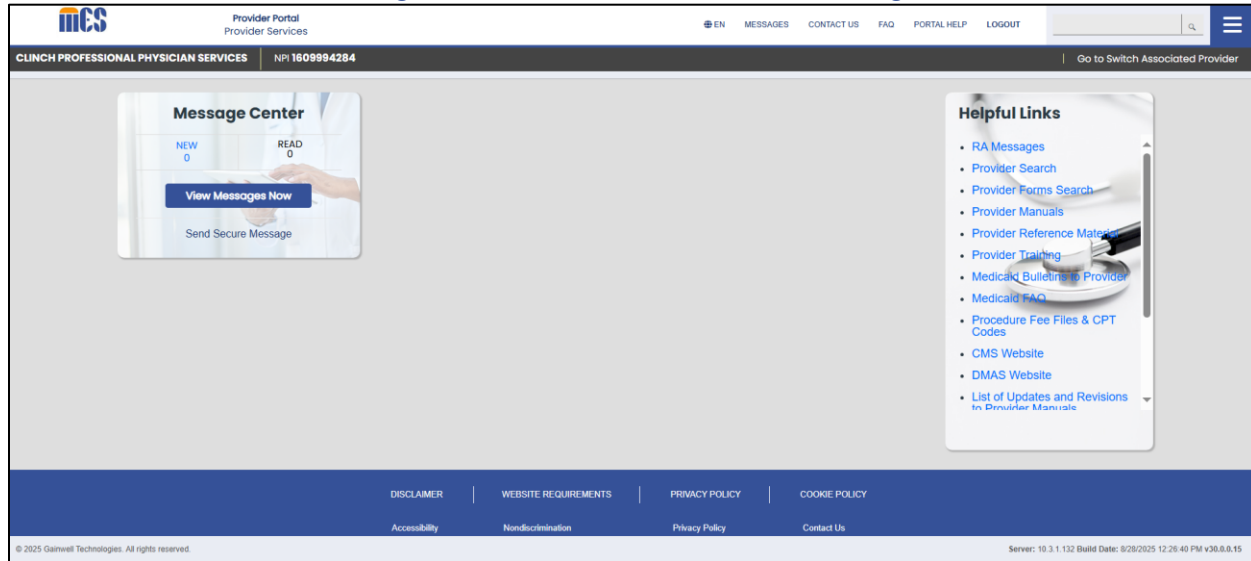 mes
Provider Portal
Provider Services
EN MESSAGES CONTACT US FAQ PORTAL HELP LOGOUT
CLINCH PROFESSIONAL PHYSICIAN SERVICES NPI 1609994284
Go to Switch Associated Provider
Message Center
NEW READ
0 0
View Messages Now
Send Secure Message
Helpful Links
RA Messages
Provider Search
Provider Forms Search
Provider Manuals
Provider Reference Material
Provider Training
Medicaid Bulletins to Provider
Medicaid FAQ
Procedure Fee Files & CPT
Codes
CMS Website
DMAS Website
List of Updates and Revisions
to Provider Manuals
DISCLAIMER WEBSITE REQUIREMENTS PRIVACY POLICY COOKIE POLICY
Accessibility Nondiscrimination Privacy Policy Contact Us
© 2025 Gainwell Technologies. All rights reserved.
Server: 10.3.1.132 Build Date: 8/28/2025 12:26:40 PM v30.0.0.15